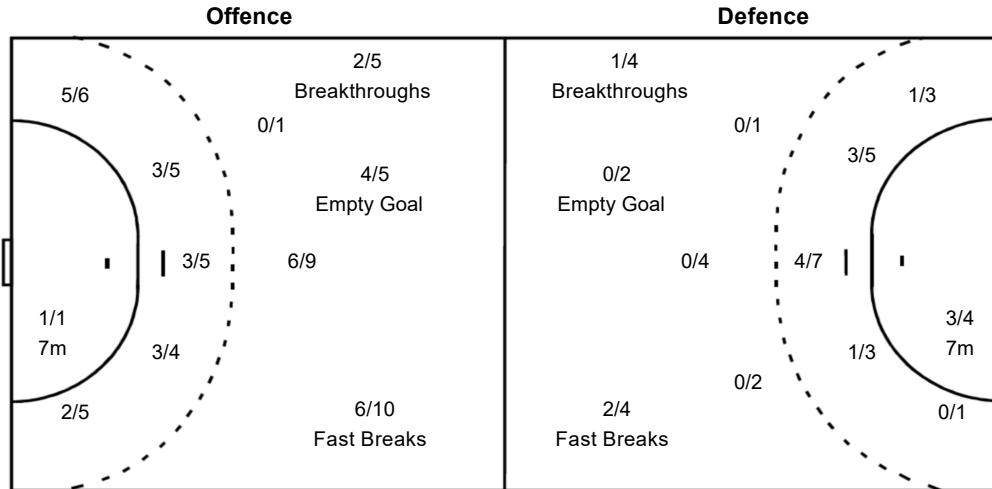 Offence
Defence
2/5
Breakthroughs
5/6
0/1
3/5
4/5
Empty Goal
3/5
6/9
1/1
7m
3/4
2/5
6/10
Fast Breaks
1/4
Breakthroughs
1/3
0/1
3/5
0/2
Empty Goal
0/4
4/7
3/4
7m
1/3
0/2
2/4
Fast Breaks
0/1